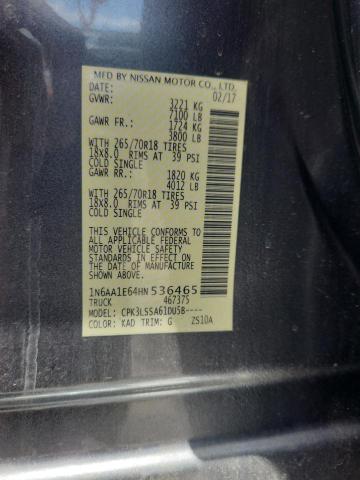 MFD BY NISSAN MOTOR CO., LTD.
DATE: 02/17
GVWR: 3221 KG
7100 LB
GAWR FR.: 1724 KG
3800 LB
WITH 265/70R18 TIRES
18x8.0 RIMS AT 39 PSI
COLD SINGLE
GAWR RR.: 1820 KG
4012 LB
WITH 265/70R18 TIRES
18x8.0 RIMS AT 39 PSI
COLD SINGLE
THIS VEHICLE CONFORMS TO
ALL APPLICABLE FEDERAL
MOTOR VEHICLE SAFETY
STANDARDS IN EFFECT ON
THE DATE OF MANUFACTURE
SHOWN ABOVE.
1N6AA1E64HN536465
TRUCK 467375
MODEL: CPK3LSSA61DU5B----
COLOR: KAD TRIM: G ZS10A